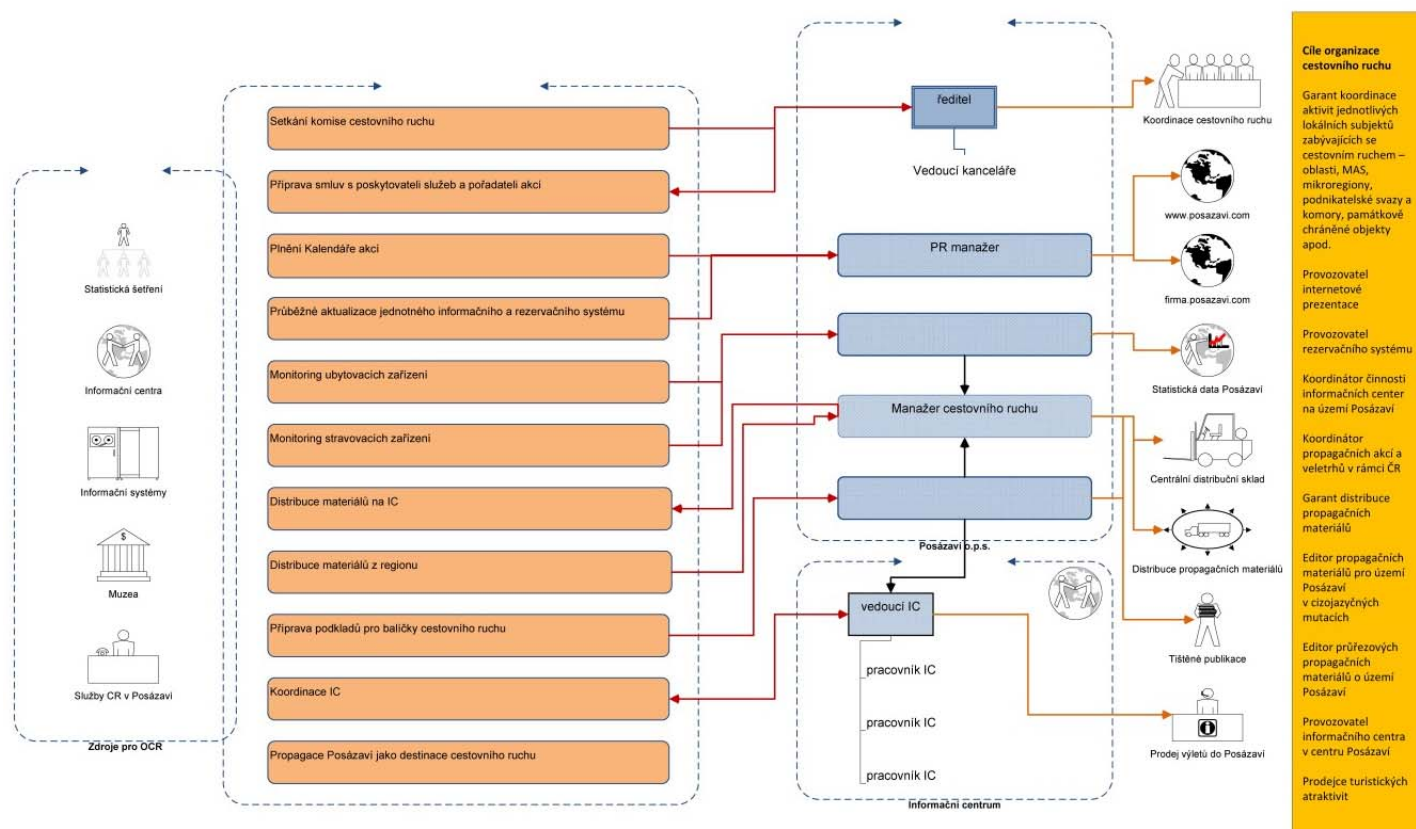 Statistická šetření
Informační centra
Informační systémy
$
Muzea
Služby CR v Posázaví
Zdroje pro OCR
Setkání komise cestovního ruchu
Příprava smluv s poskytovateli služeb a pořadateli akcí
Plnění Kalendáře akcí
Průběžné aktualizace jednotného informačního a rezervačního systému
Monitoring ubytovacích zařízení
Monitoring stravovacích zařízení
Distribuce materiálů na IC
Distribuce materiálů z regionu
Příprava podkladů pro balíčky cestovního ruchu
Koordinace IC
Propagace Posázaví jako destinace cestovního ruchu
ředitel
Vedoucí kanceláře
PR manažer
Manažer cestovního ruchu
Posázaví o.p.s.
vedoucí IC
pracovník IC
pracovník IC
pracovník IC
Informační centrum
Koordinace cestovního ruchu
www.posazavi.com
firma.posazavi.com
Statistická data Posázaví
Centrální distribuční sklad
Distribuce propagačních materiálů
Tištěné publikace
i
Prodej výletů do Posázaví
Cíle organizace
cestovního ruchu
Garant koordinace
aktivit jednotlivých
lokálních subjektů
zabývajících se
cestovním ruchem –
oblasti, MAS,
mikroregiony,
podnikatelské svazy a
komory, památkově
chráněné objekty
apod.
Provozovatel
internetové
prezentace
Provozovatel
rezervačního systému
Koordinátor činnosti
informačních center
na území Posázaví
Koordinátor
propagačních akcí a
veletrhů v rámci ČR
Garant distribuce
propagačních
materiálů
Editor propagačních
materiálů pro území
Posázaví
v cizojazyčných
mutacích
Editor průřezových
propagačních
materiálů o území
Posázaví
Provozovatel
informačního centra
v centru Posázaví
Prodejce turistických
atraktivit